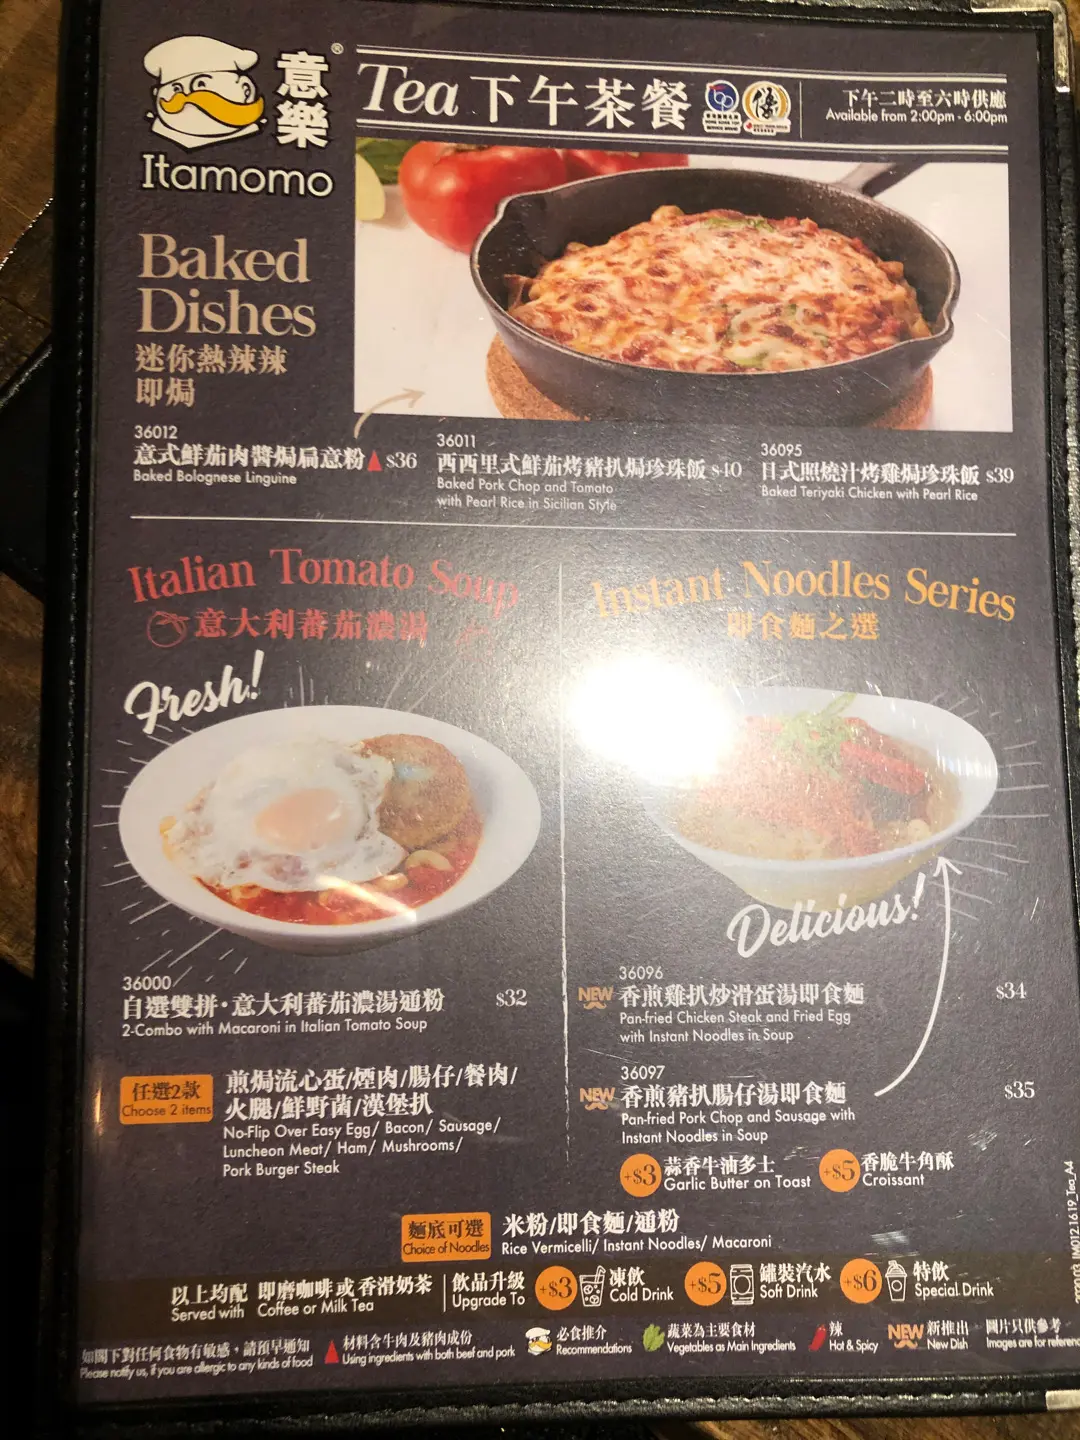 意樂®
Itamomo
Tea 下午茶餐
下午二時至六時供應
Available from 2:00pm - 6:00pm
Baked
Dishes
迷你熱辣辣
即焗
36012
意式鮮茄肉醬焗扁意粉 $36
Baked Bolognese Linguine
36011
西西里式鮮茄烤豬扒焗珍珠飯 $40
Baked Pork Chop and Tomato
with Pearl Rice in Sicilian Style
36095
日式照燒汁烤雞焗珍珠飯 $39
Baked Teriyaki Chicken with Pearl Rice
Italian Tomato Soup
意大利蕃茄濃湯
Fresh!
36000
自選雙拼·意大利蕃茄濃湯通粉 $32
2-Combo with Macaroni in Italian Tomato Soup
任選2款
Choose 2 items
煎焗流心蛋/煙肉/腸仔/餐肉/
火腿/鮮野菌/漢堡扒
No-Flip Over Easy Egg/ Bacon/ Sausage/
Luncheon Meat/ Ham/ Mushrooms/
Pork Burger Steak
Instant Noodles Series
即食麵之選
Delicious!
36096
NEW 香煎雞扒炒滑蛋湯即食麵 $34
Pan-fried Chicken Steak and Fried Egg
with Instant Noodles in Soup
36097
NEW 香煎豬扒腸仔湯即食麵 $35
Pan-fried Pork Chop and Sausage with
Instant Noodles in Soup
+$3 蒜香牛油多士
Garlic Butter on Toast
+$5 香脆牛角酥
Croissant
麵底可選
Choice of Noodles
米粉/即食麵/通粉
Rice Vermicelli/ Instant Noodles/ Macaroni
以上均配 即磨咖啡 或 香滑奶茶
Served with Coffee or Milk Tea
飲品升級
Upgrade To
+$3 凍飲
Cold Drink
+$5 罐裝汽水
Soft Drink
+$6 特飲
Special Drink
如閣下對任何食物有敏感，請預早通知
Please notify us, if you are allergic to any kinds of food
材料含牛肉及豬肉成份
Using ingredients with both beef and pork
必食推介
Recommendations
蔬菜為主要食材
Vegetables as Main Ingredients
辣
Hot & Spicy
NEW 新推出
New Dish
圖片只供參考
Images are for referenc